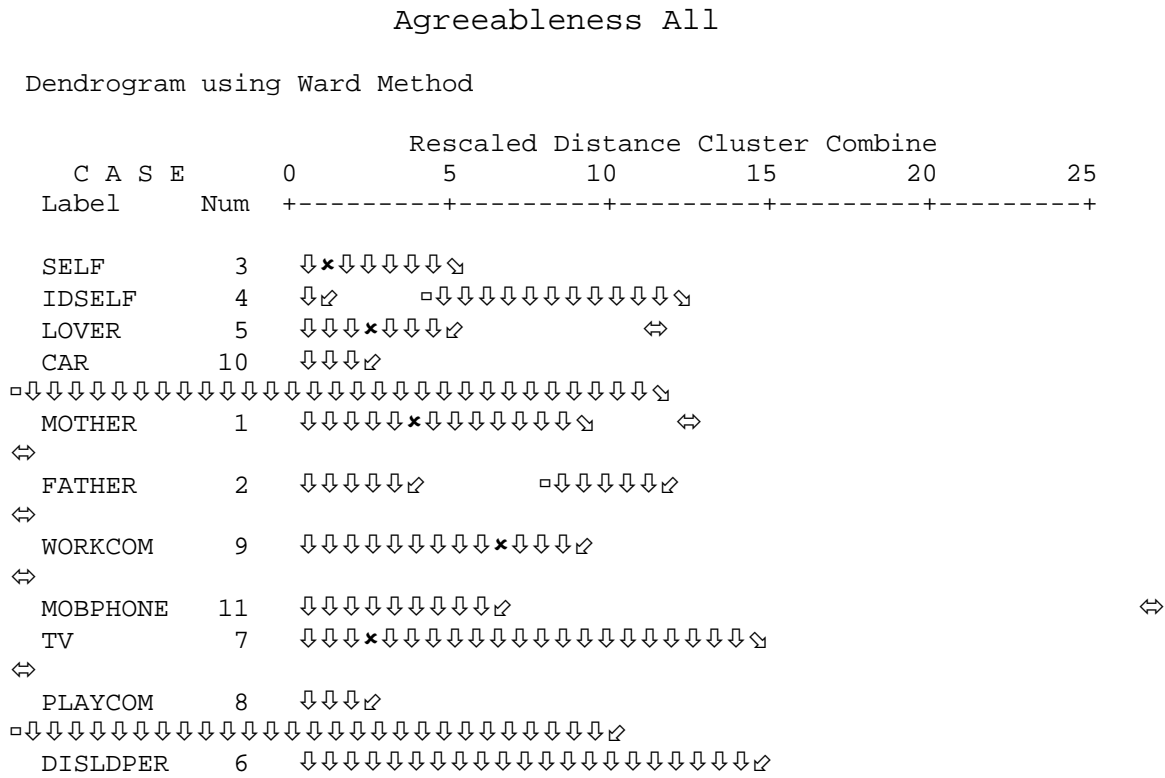 Agreeableness All
Dendrogram using Ward Method
Rescaled Distance Cluster Combine
C A S E 0 5 10 15 20 25
Label Num +---------+---------+---------+---------+---------+
SELF 3 ⇩✖⇩⇩⇩⇩⇩⬂
IDSELF 4 ⇩⬃ ▫⇩⇩⇩⇩⇩⇩⇩⇩⇩⇩⇩⬂
LOVER 5 ⇩⇩⇩✖⇩⇩⇩⬃ ⇔
CAR 10 ⇩⇩⇩⬃
▫⇩⇩⇩⇩⇩⇩⇩⇩⇩⇩⇩⇩⇩⇩⇩⇩⇩⇩⇩⇩⇩⇩⇩⇩⇩⇩⇩⇩⇩⬂
MOTHER 1 ⇩⇩⇩⇩⇩✖⇩⇩⇩⇩⇩⇩⇩⬂ ⇔
⇔
FATHER 2 ⇩⇩⇩⇩⇩⬃ ▫⇩⇩⇩⇩⇩⬃
⇔
WORKCOM 9 ⇩⇩⇩⇩⇩⇩⇩⇩⇩✖⇩⇩⇩⬃
⇔
MOBPHONE 11 ⇩⇩⇩⇩⇩⇩⇩⇩⇩⬃ ⇔
TV 7 ⇩⇩⇩✖⇩⇩⇩⇩⇩⇩⇩⇩⇩⇩⇩⇩⇩⇩⇩⇩⇩⬂
⇔
PLAYCOM 8 ⇩⇩⇩⬃
▫⇩⇩⇩⇩⇩⇩⇩⇩⇩⇩⇩⇩⇩⇩⇩⇩⇩⇩⇩⇩⇩⇩⇩⇩⇩⇩⇩⬃
DISLDPER 6 ⇩⇩⇩⇩⇩⇩⇩⇩⇩⇩⇩⇩⇩⇩⇩⇩⇩⇩⇩⇩⇩⬃